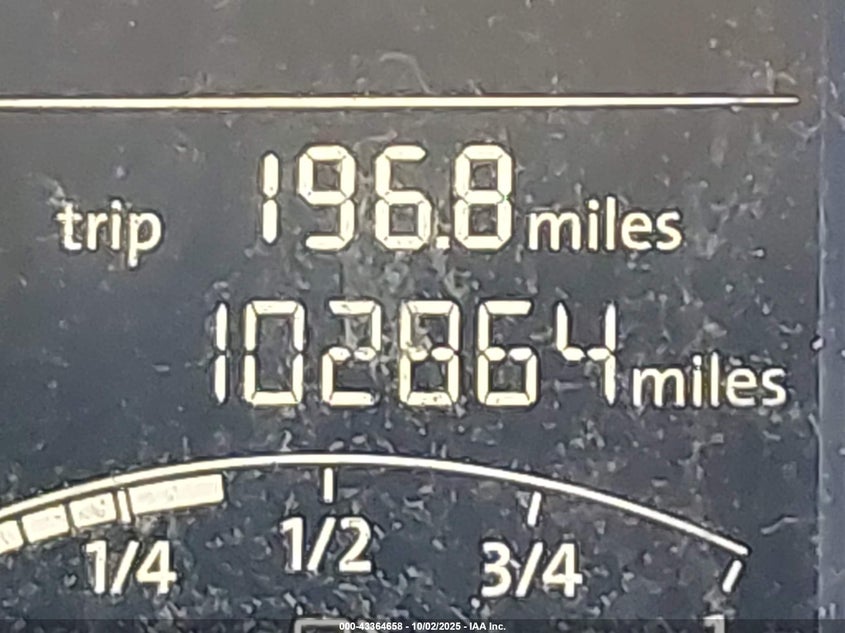 trip 196.8 miles
102864 miles
1/4 1/2 3/4 1
000-43364658 - 10/02/2025 - IAA Inc.